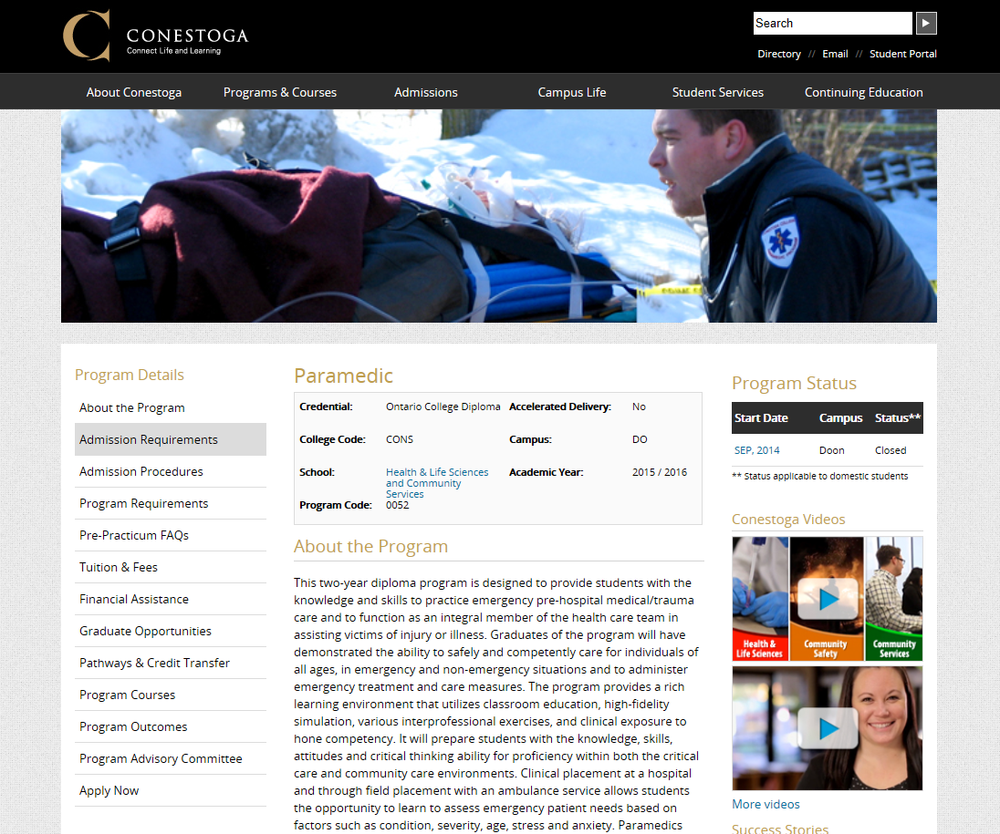 CONESTOGA
Connect Life and Learning
Search
Directory // Email // Student Portal
About Conestoga Programs & Courses Admissions Campus Life Student Services Continuing Education
Program Details
About the Program
Admission Requirements
Admission Procedures
Program Requirements
Pre-Practicum FAQs
Tuition & Fees
Financial Assistance
Graduate Opportunities
Pathways & Credit Transfer
Program Courses
Program Outcomes
Program Advisory Committee
Apply Now
Paramedic
Credential: Ontario College Diploma Accelerated Delivery: No
College Code: CONS Campus: DO
School: Health & Life Sciences Academic Year: 2015 / 2016
and Community
Services
Program Code: 0052
About the Program
This two-year diploma program is designed to provide students with the
knowledge and skills to practice emergency pre-hospital medical/trauma
care and to function as an integral member of the health care team in
assisting victims of injury or illness. Graduates of the program will have
demonstrated the ability to safely and competently care for individuals of
all ages, in emergency and non-emergency situations and to administer
emergency treatment and care measures. The program provides a rich
learning environment that utilizes classroom education, high-fidelity
simulation, various interprofessional exercises, and clinical exposure to
hone competency. It will prepare students with the knowledge, skills,
attitudes and critical thinking ability for proficiency within both the critical
care and community care environments. Clinical placement at a hospital
and through field placement with an ambulance service allows students
the opportunity to learn to assess emergency patient needs based on
factors such as condition, severity, age, stress and anxiety. Paramedics
Program Status
Start Date Campus Status**
SEP, 2014 Doon Closed
** Status applicable to domestic students
Conestoga Videos
Health &
Life Sciences
Community
Safety
Community
Services
More videos
Success Stories